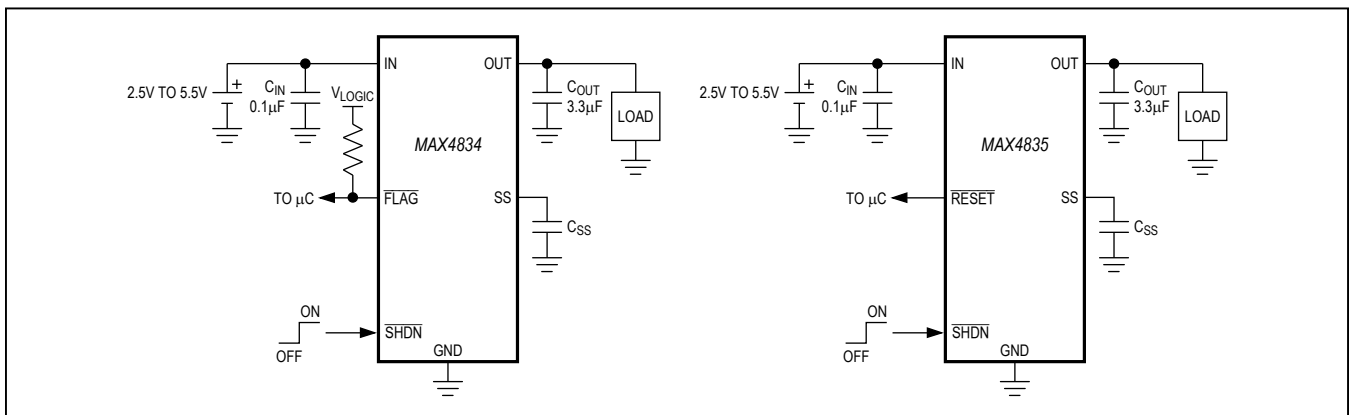 IN
OUT
2.5V TO 5.5V
+
CIN
0.1µF
VLOGIC
COUT
3.3µF
LOAD
MAX4834
TO µC
FLAG
SS
CSS
ON
OFF
SHDN
GND
IN
OUT
2.5V TO 5.5V
+
CIN
0.1µF
COUT
3.3µF
LOAD
MAX4835
TO µC
RESET
SS
CSS
ON
OFF
SHDN
GND